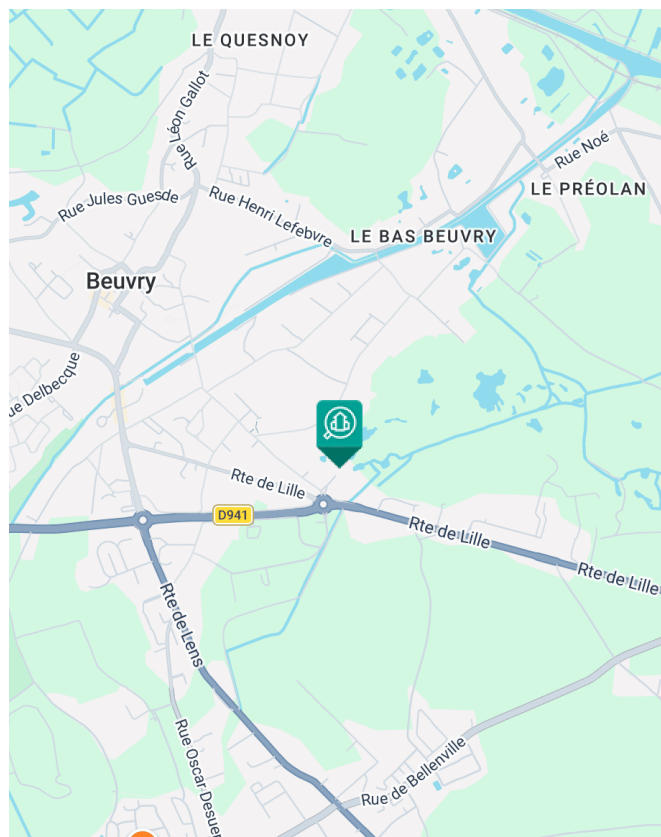 LE QUESNOY
Rue Léon Gallot
Rue Noé
LE PRÉOLAN
Rue Jules Guesde
Rue Henri Lefebvre
LE BAS BEUVRY
Beuvry
ue Delbecque
Rte de Lille
D941
Rte de Lille
Rte de Lille
Rte de Lens
Rue Oscar Desuer
Rue de Bellenville